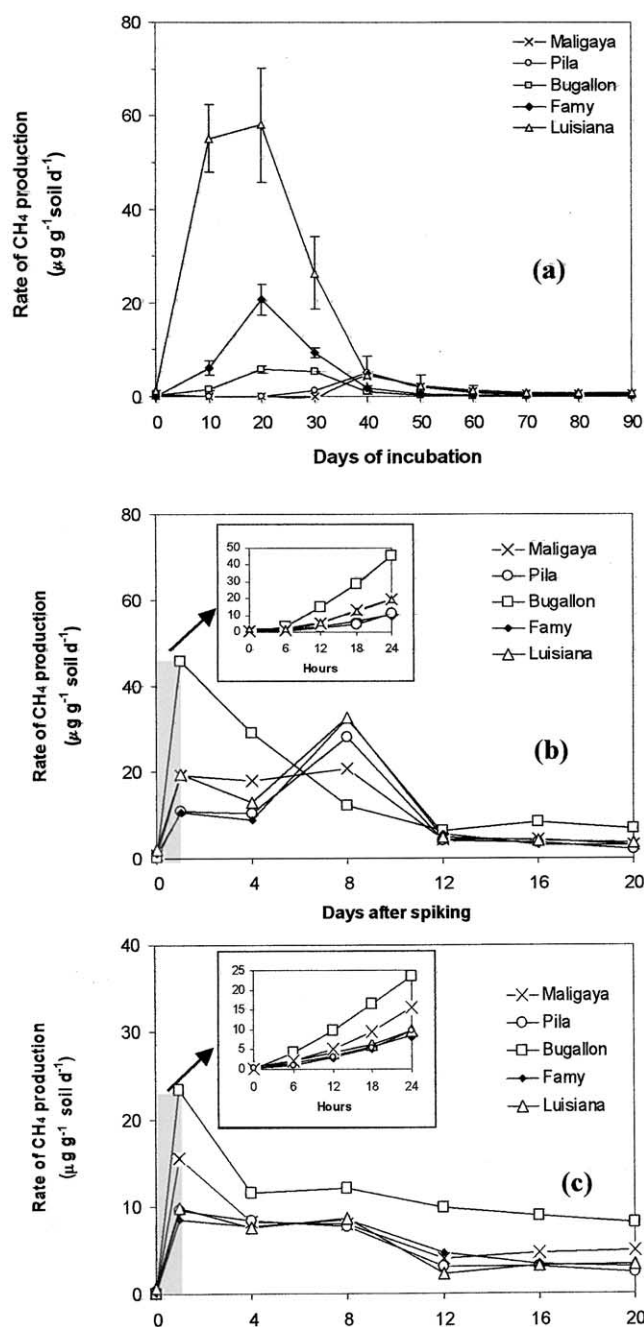 80
60
40
20
0
Rate of CH4 production
(µg g-1 soil d-1)
Maligaya
Pila
Bugallon
Famy
Luisiana
(a)
0 10 20 30 40 50 60 70 80 90
Days of incubation
80
60
40
20
0
Rate of CH4 production
(µg g-1 soil d-1)
50
40
30
20
10
0
0 6 12 18 24
Hours
Maligaya
Pila
Bugallon
Famy
Luisiana
(b)
0 4 8 12 16 20
Days after spiking
40
30
20
10
0
Rate of CH4 production
(µg g-1 soil d-1)
25
20
15
10
5
0
0 6 12 18 24
Hours
Maligaya
Pila
Bugallon
Famy
Luisiana
(c)
0 4 8 12 16 20